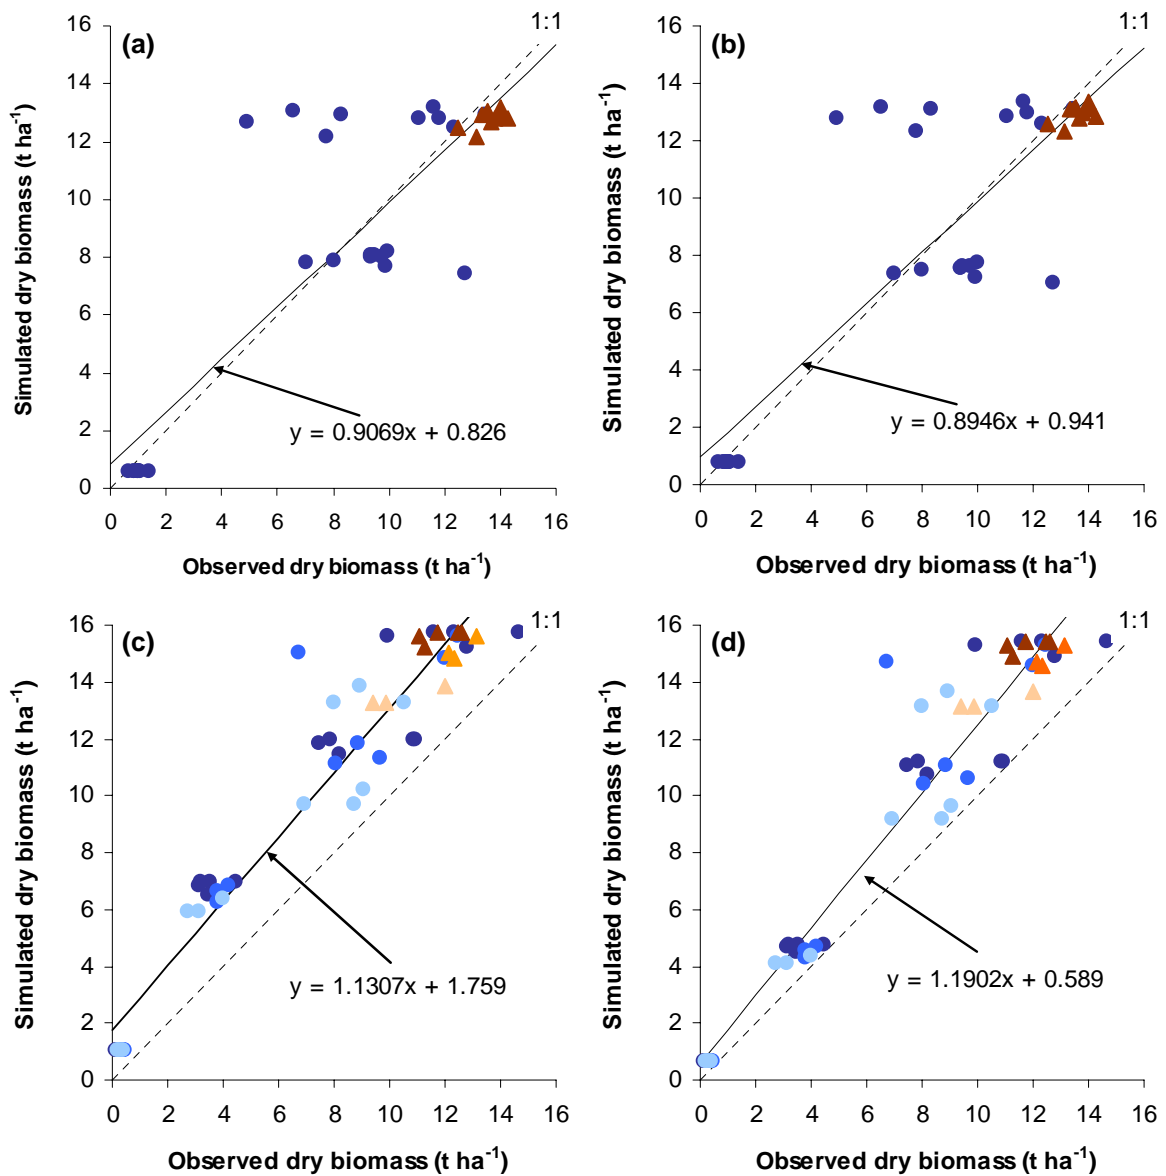 (a)
1:1
16
14
12
10
8
6
4
2
0
Simulated dry biomass (t ha-1)
y = 0.9069x + 0.826
0 2 4 6 8 10 12 14 16
Observed dry biomass (t ha-1)
(b)
1:1
16
14
12
10
8
6
4
2
0
Simulated dry biomass (t ha-1)
y = 0.8946x + 0.941
0 2 4 6 8 10 12 14 16
Observed dry biomass (t ha-1)
(c)
1:1
16
14
12
10
8
6
4
2
0
Simulated dry biomass (t ha-1)
y = 1.1307x + 1.759
0 2 4 6 8 10 12 14 16
Observed dry biomass (t ha-1)
(d)
1:1
16
14
12
10
8
6
4
2
0
Simulated dry biomass (t ha-1)
y = 1.1902x + 0.589
0 2 4 6 8 10 12 14 16
Observed dry biomass (t ha-1)